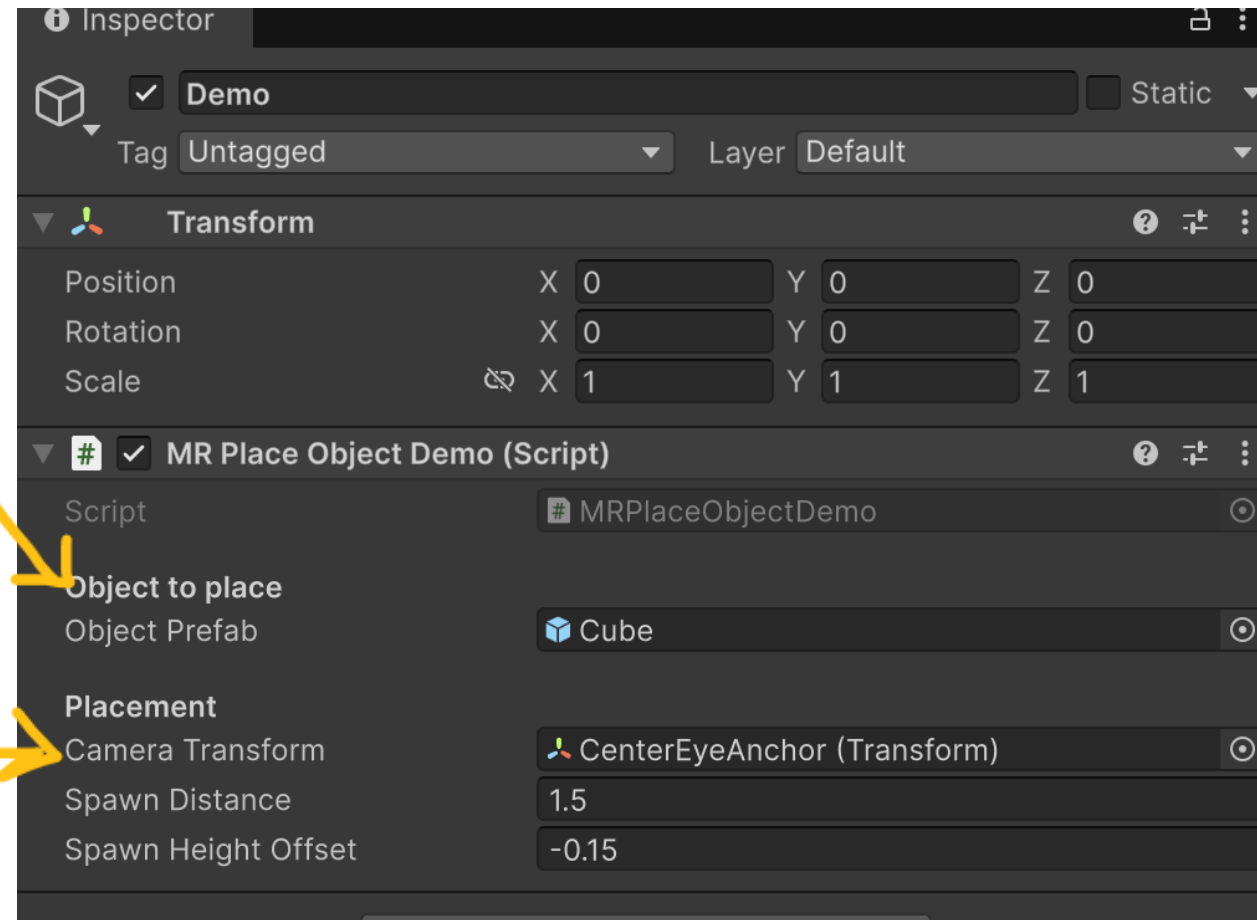 Inspector
Demo Static
Tag Untagged Layer Default
Transform
Position X 0 Y 0 Z 0
Rotation X 0 Y 0 Z 0
Scale X 1 Y 1 Z 1
# MR Place Object Demo (Script)
Script # MRPlaceObjectDemo
Object to place
Object Prefab Cube
Placement
Camera Transform CenterEyeAnchor (Transform)
Spawn Distance 1.5
Spawn Height Offset -0.15